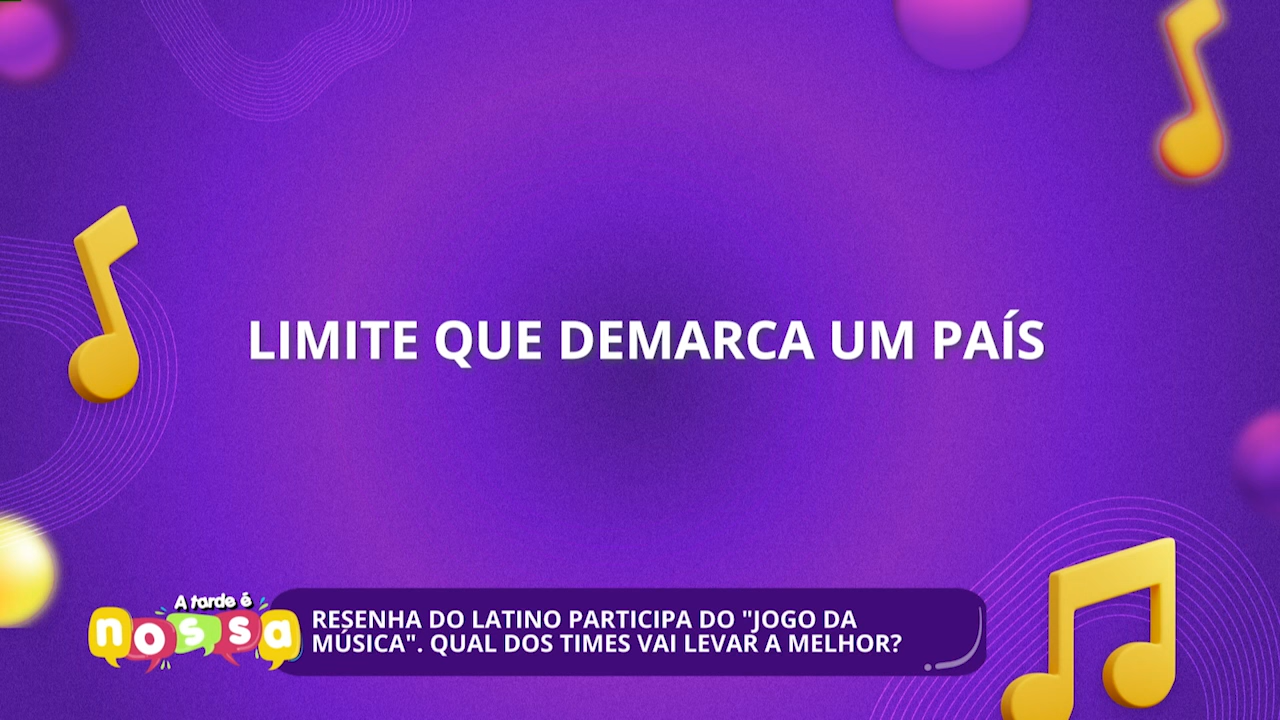 LIMITE QUE DEMARCA UM PAÍS
A tarde é
nossa
RESENHA DO LATINO PARTICIPA DO "JOGO DA
MÚSICA". QUAL DOS TIMES VAI LEVAR A MELHOR?